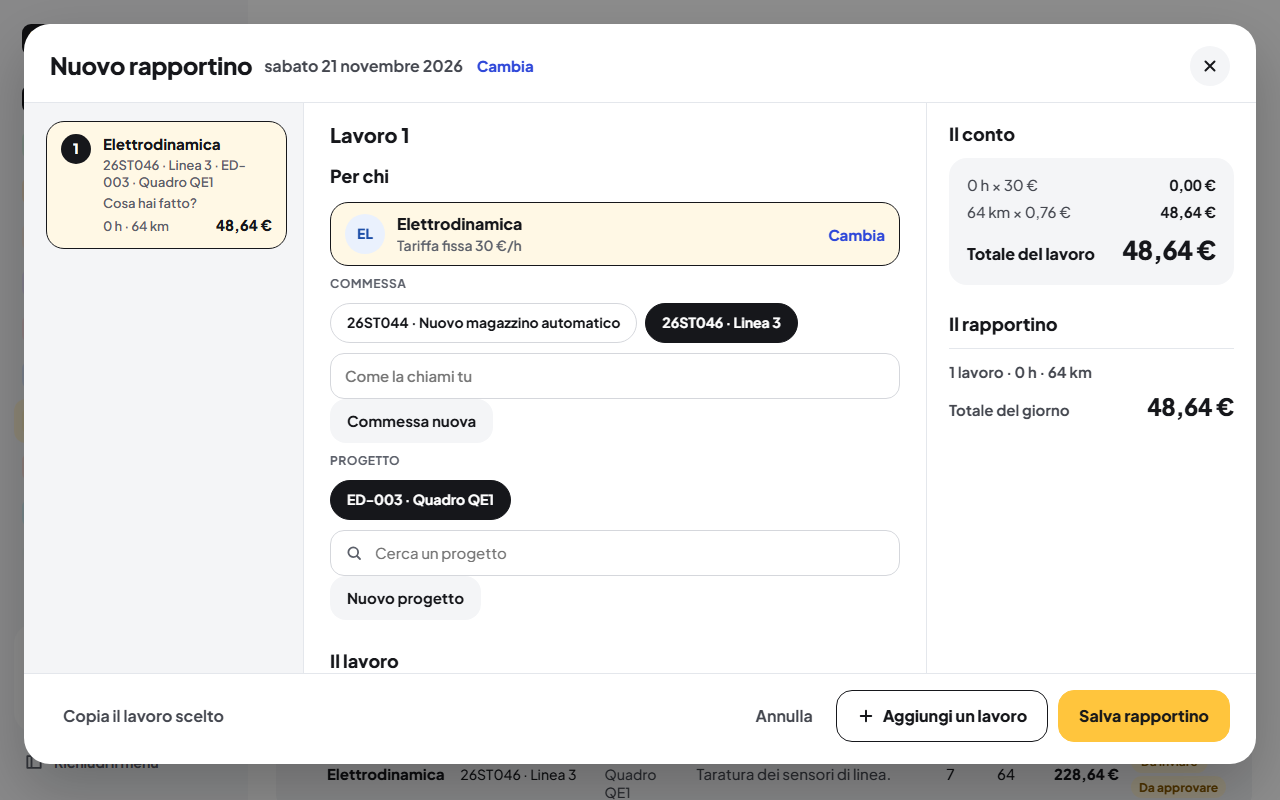 Nuovo rapportino sabato 21 novembre 2026 Cambia
1 Elettrodinamica
26ST046 · Linea 3 · ED-
003 · Quadro QE1
Cosa hai fatto?
0 h · 64 km 48,64 €
Lavoro 1
Per chi
EL Elettrodinamica
Tariffa fissa 30 €/h
Cambia
COMMESSA
26ST044 · Nuovo magazzino automatico 26ST046 · Linea 3
Come la chiami tu
Commessa nuova
PROGETTO
ED-003 · Quadro QE1
Cerca un progetto
Nuovo progetto
Il lavoro
Il conto
0 h × 30 € 0,00 €
64 km × 0,76 € 48,64 €
Totale del lavoro 48,64 €
Il rapportino
1 lavoro · 0 h · 64 km
Totale del giorno 48,64 €
Copia il lavoro scelto Annulla + Aggiungi un lavoro Salva rapportino
Elettrodinamica 26ST046 · Linea 3 Quadro QE1 Taratura dei sensori di linea. 7 64 228,64 €
Da approvare